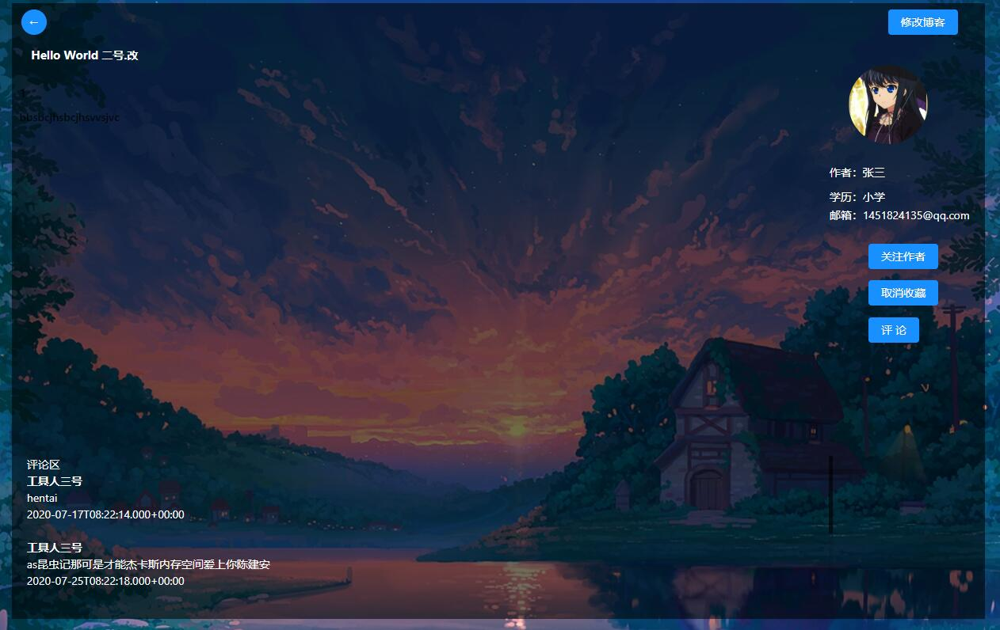 ←
修改博客
Hello World 二号.改
bbsbcjhsbcjhsvvsjvc
作者：张三
学历：小学
邮箱：1451824135@qq.com
关注作者
取消收藏
评 论
评论区
工具人三号
hentai
2020-07-17T08:22:14.000+00:00
工具人三号
as昆虫记那可是才能杰卡斯内存空间爱上你陈建安
2020-07-25T08:22:18.000+00:00